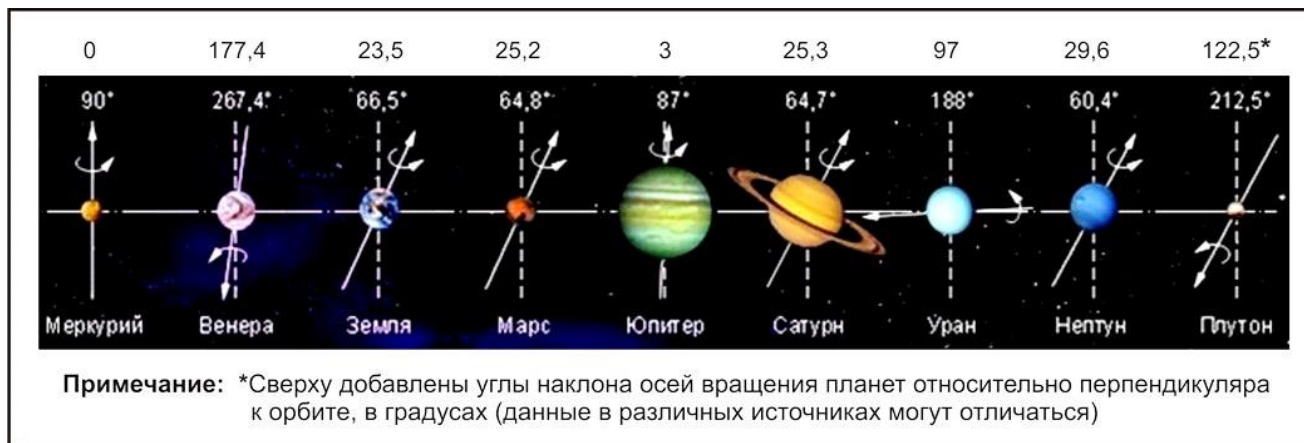 0 177,4 23,5 25,2 3 25,3 97 29,6 122,5*
90° 267,4° 66,5° 64,8° 87° 64,7° 188° 60,4° 212,5°
Меркурий Венера Земля Марс Юпитер Сатурн Уран Нептун Плутон
Примечание: *Сверху добавлены углы наклона осей вращения планет относительно перпендикуляра
к орбите, в градусах (данные в различных источниках могут отличаться)